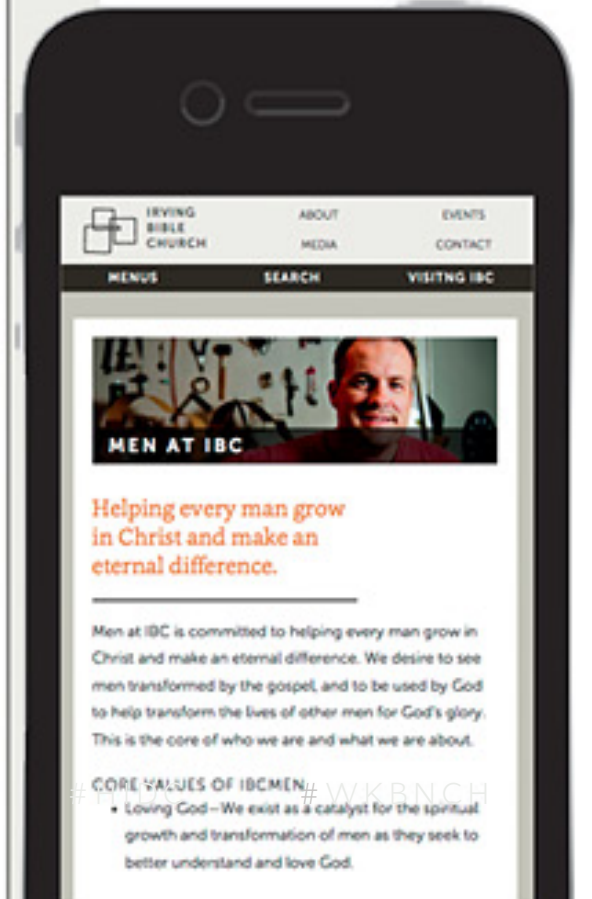 IRVING
BIBLE
CHURCH
ABOUT
EVENTS
MEDIA
CONTACT
MENUS
SEARCH
VISITNG IBC
MEN AT IBC
Helping every man grow
in Christ and make an
eternal difference.
Men at IBC is committed to helping every man grow in
Christ and make an eternal difference. We desire to see
men transformed by the gospel, and to be used by God
to help transform the lives of other men for God's glory.
This is the core of who we are and what we are about.
CORE VALUES OF IBCMEN
#WKBNCH
• Loving God—We exist as a catalyst for the spiritual
growth and transformation of men as they seek to
better understand and love God.